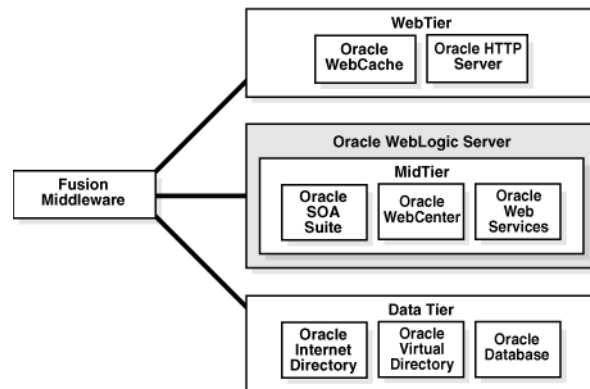 WebTier
Oracle
WebCache
Oracle HTTP
Server
Fusion
Middleware
Oracle WebLogic Server
MidTier
Oracle
SOA
Suite
Oracle
WebCenter
Oracle
Web
Services
Data Tier
Oracle
Internet
Directory
Oracle
Virtual
Directory
Oracle
Database